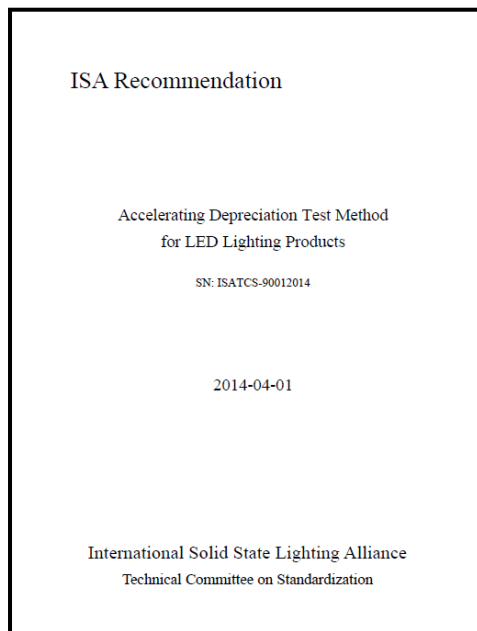 ISA Recommendation
Accelerating Depreciation Test Method
for LED Lighting Products
SN: ISATCS-90012014
2014-04-01
International Solid State Lighting Alliance
Technical Committee on Standardization